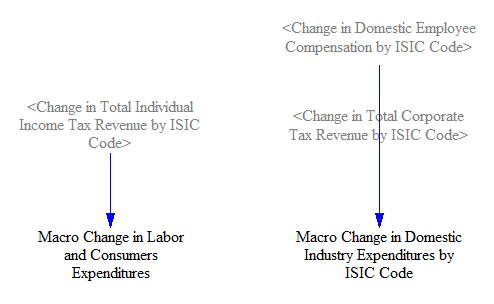 <Change in Domestic Employee
Compensation by ISIC Code>
<Change in Total Individual
Income Tax Revenue by ISIC
Code>
<Change in Total Corporate
Tax Revenue by ISIC Code>
Macro Change in Labor
and Consumers
Expenditures
Macro Change in Domestic
Industry Expenditures by
ISIC Code